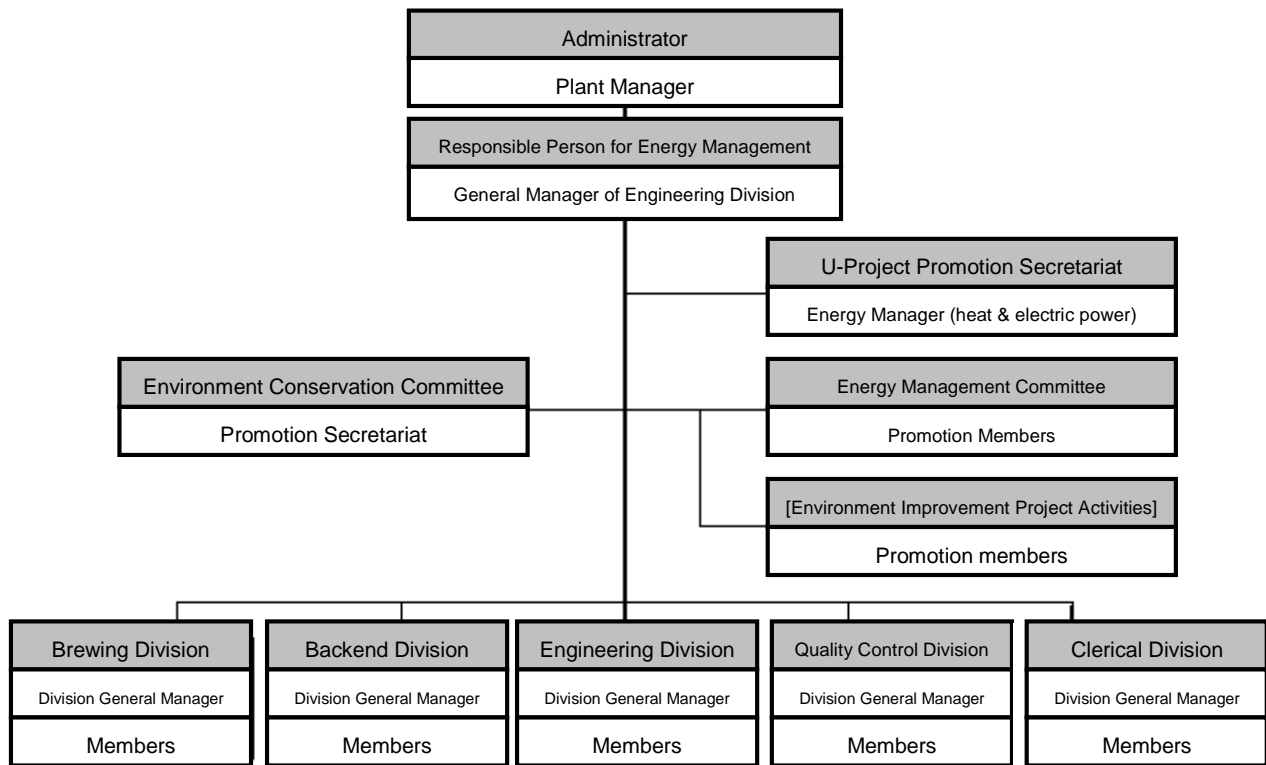 Administrator
Plant Manager
Responsible Person for Energy Management
General Manager of Engineering Division
U-Project Promotion Secretariat
Energy Manager (heat & electric power)
Environment Conservation Committee
Promotion Secretariat
Energy Management Committee
Promotion Members
[Environment Improvement Project Activities]
Promotion members
Brewing Division
Division General Manager
Members
Backend Division
Division General Manager
Members
Engineering Division
Division General Manager
Members
Quality Control Division
Division General Manager
Members
Clerical Division
Division General Manager
Members